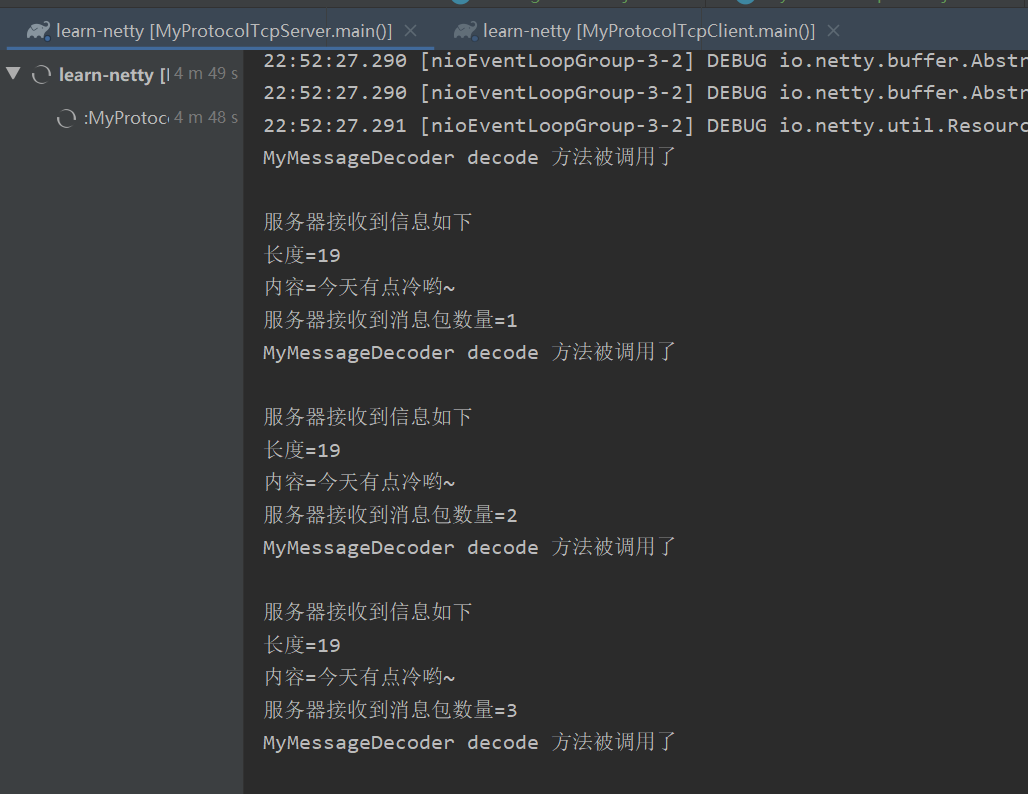 learn-netty [MyProtocolTcpServer.main()] learn-netty [MyProtocolTcpClient.main()]
learn-netty [ 4 m 49 s
:MyProtoc 4 m 48 s
22:52:27.290 [nioEventLoopGroup-3-2] DEBUG io.netty.buffer.Abstr
22:52:27.290 [nioEventLoopGroup-3-2] DEBUG io.netty.buffer.Abstr
22:52:27.291 [nioEventLoopGroup-3-2] DEBUG io.netty.util.Resourc
MyMessageDecoder decode 方法被调用了
服务器接收到信息如下
长度=19
内容=今天有点冷哟~
服务器接收到消息包数量=1
MyMessageDecoder decode 方法被调用了
服务器接收到信息如下
长度=19
内容=今天有点冷哟~
服务器接收到消息包数量=2
MyMessageDecoder decode 方法被调用了
服务器接收到信息如下
长度=19
内容=今天有点冷哟~
服务器接收到消息包数量=3
MyMessageDecoder decode 方法被调用了